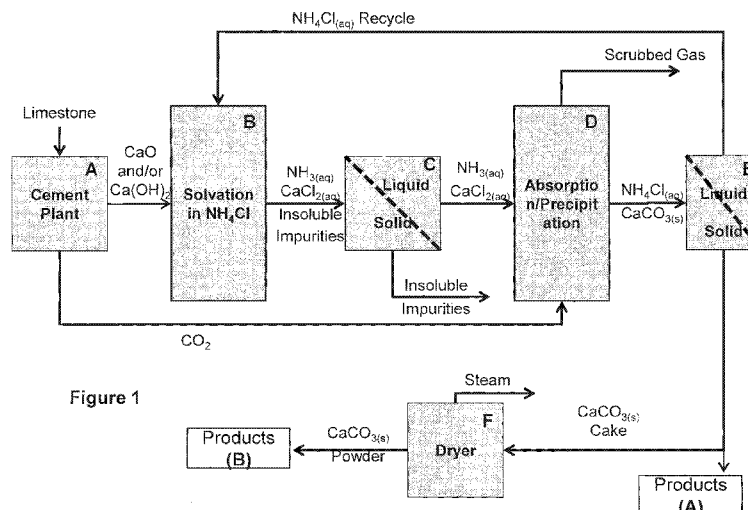 NH4Cl(aq) Recycle
Scrubbed Gas
Limestone
A
Cement
Plant
CaO
and/or
Ca(OH)2
B
Solvation
in NH4Cl
NH3(aq)
CaCl2(aq)
Insoluble
Impurities
C
Liquid
Solid
NH3(aq)
CaCl2(aq)
Insoluble
Impurities
D
Absorptio
n/Precipit
ation
NH4Cl(aq)
CaCO3(s)
E
Liquid
Solid
CO2
Figure 1
Steam
F
Dryer
CaCO3(s)
Cake
CaCO3(s)
Powder
Products
(B)
Products
(A)